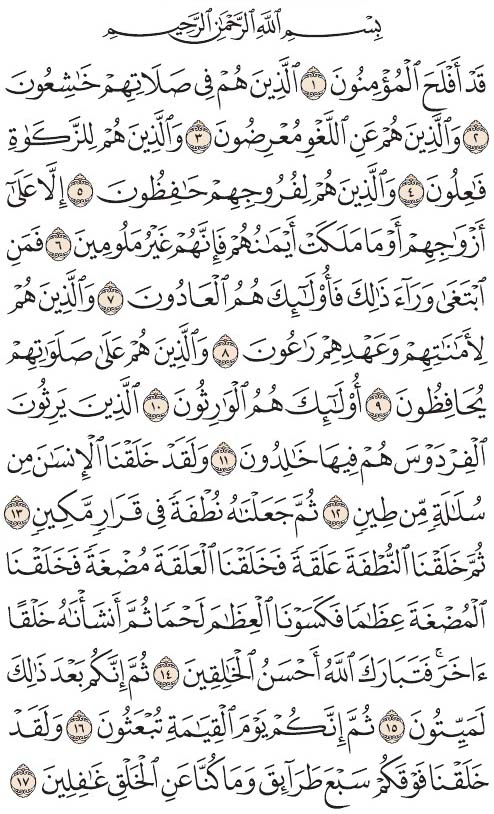 بِسْمِ ٱللَّهِ ٱلرَّحْمَٰنِ ٱلرَّحِيمِ
قَدْ أَفْلَحَ ٱلْمُؤْمِنُونَ ١ ٱلَّذِينَ هُمْ فِى صَلَاتِهِمْ خَٰشِعُونَ
٢ وَٱلَّذِينَ هُمْ عَنِ ٱللَّغْوِ مُعْرِضُونَ ٣ وَٱلَّذِينَ هُمْ لِلزَّكَوٰةِ
فَٰعِلُونَ ٤ وَٱلَّذِينَ هُمْ لِفُرُوجِهِمْ حَٰفِظُونَ ٥ إِلَّا عَلَىٰٓ
أَزْوَٰجِهِمْ أَوْ مَا مَلَكَتْ أَيْمَٰنُهُمْ فَإِنَّهُمْ غَيْرُ مَلُومِينَ ٦ فَمَنِ
ٱبْتَغَىٰ وَرَآءَ ذَٰلِكَ فَأُو۟لَٰٓئِكَ هُمُ ٱلْعَادُونَ ٧ وَٱلَّذِينَ هُمْ
لِأَمَٰنَٰتِهِمْ وَعَهْدِهِمْ رَٰعُونَ ٨ وَٱلَّذِينَ هُمْ عَلَىٰ صَلَوَٰتِهِمْ
يُحَافِظُونَ ٩ أُو۟لَٰٓئِكَ هُمُ ٱلْوَٰرِثُونَ ١٠ ٱلَّذِينَ يَرِثُونَ
ٱلْفِرْدَوْسَ هُمْ فِيهَا خَٰلِدُونَ ١١ وَلَقَدْ خَلَقْنَا ٱلْإِنسَٰنَ مِن
سُلَٰلَةٍ مِّن طِينٍ ١٢ ثُمَّ جَعَلْنَٰهُ نُطْفَةً فِى قَرَارٍ مَّكِينٍ ١٣
ثُمَّ خَلَقْنَا ٱلنُّطْفَةَ عَلَقَةً فَخَلَقْنَا ٱلْعَلَقَةَ مُضْغَةً فَخَلَقْنَا
ٱلْمُضْغَةَ عِظَٰمًا فَكَسَوْنَا ٱلْعِظَٰمَ لَحْمًا ثُمَّ أَنشَأْنَٰهُ خَلْقًا
ءَاخَرَ ۚ فَتَبَارَكَ ٱللَّهُ أَحْسَنُ ٱلْخَٰلِقِينَ ١٤ ثُمَّ إِنَّكُم بَعْدَ ذَٰلِكَ
لَمَيِّتُونَ ١٥ ثُمَّ إِنَّكُمْ يَوْمَ ٱلْقِيَٰمَةِ تُبْعَثُونَ ١٦ وَلَقَدْ
خَلَقْنَا فَوْقَكُمْ سَبْعَ طَرَآئِقَ وَمَا كُنَّا عَنِ ٱلْخَلْقِ غَٰفِلِينَ ١٧